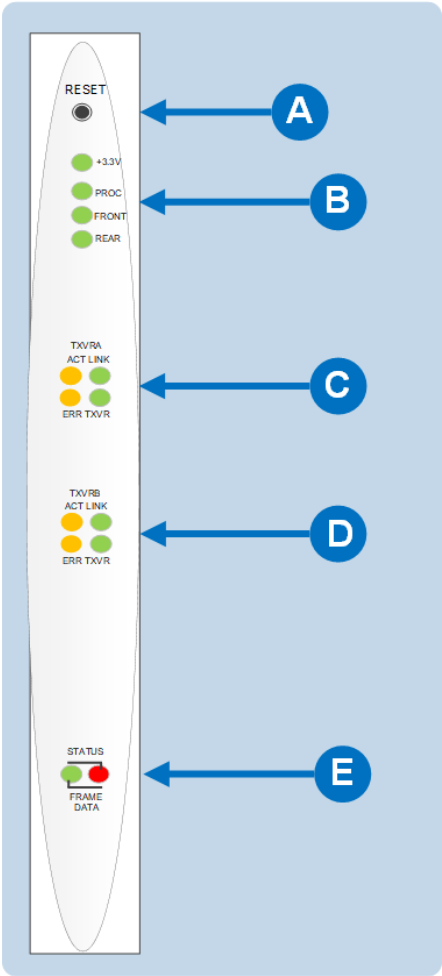 RESET
A
+3.3V
PROC
B
FRONT
REAR
TXVRA
ACT LINK
C
ERR TXVR
TXVRB
ACT LINK
D
ERR TXVR
STATUS
E
FRAME
DATA